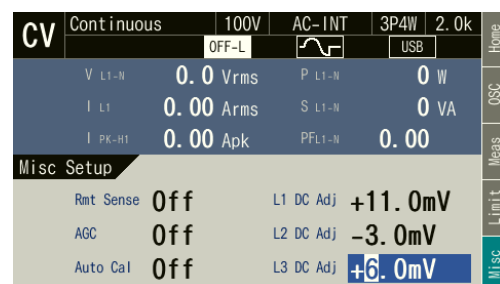 CV Continuous 100V AC-INT 3P4W 2.0k
OFF-L USB
V L1-N 0.0 Vrms P L1-N 0 W
I L1 0.00 Arms S L1-N 0 VA
I PK-H1 0.00 Apk PFL1-N 0.00
Misc Setup
Rmt Sense Off L1 DC Adj +11.0mV
AGC Off L2 DC Adj -3.0mV
Auto Cal Off L3 DC Adj +6.0mV
Home
OSC
Meas
Limit
Misc